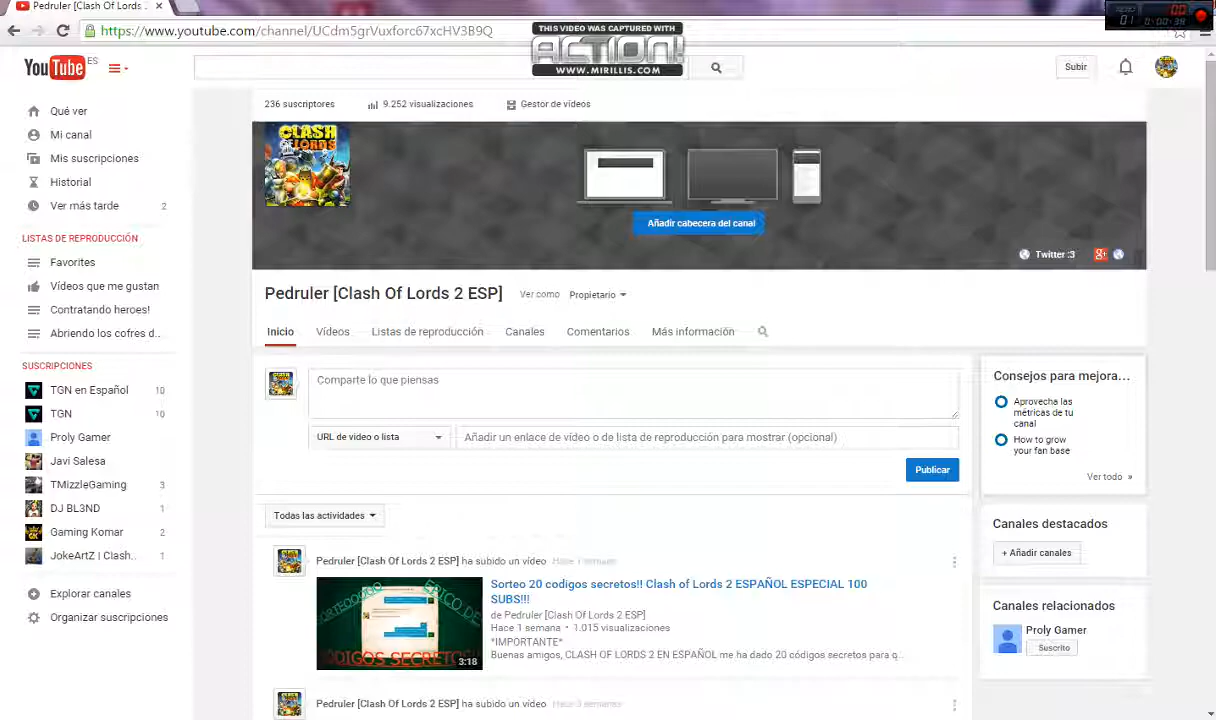 Pedruler [Clash Of Lords
https://www.youtube.com/channel/UCdm5grVuxforc67xcHV3B9Q
THIS VIDEO WAS CAPTURED WITH
ACTION!
WWW.MIRILLIS.COM
01 0:00:38
YouTube ES
Subir
236 suscriptores
9.252 visualizaciones
Gestor de vídeos
Qué ver
Mi canal
Mis suscripciones
Historial
Ver más tarde 2
LISTAS DE REPRODUCCIÓN
Favorites
Vídeos que me gustan
Contratando heroes!
Abriendo los cofres d..
SUSCRIPCIONES
TGN en Español 10
TGN 10
Proly Gamer
Javi Salesa
TMizzleGaming 3
DJ BL3ND 1
Gaming Komar 2
JokeArtZ | Clash.. 1
Explorar canales
Organizar suscripciones
CLASH OF LORDS
Añadir cabecera del canal
Twitter :3
Pedruler [Clash Of Lords 2 ESP]
Ver como Propietario
Inicio Vídeos Listas de reproducción Canales Comentarios Más información
Comparte lo que piensas
URL de vídeo o lista
Añadir un enlace de vídeo o de lista de reproducción para mostrar (opcional)
Publicar
Todas las actividades
Pedruler [Clash Of Lords 2 ESP] ha subido un vídeo Hace 1 semana
3:18
Sorteo 20 codigos secretos!! Clash of Lords 2 ESPAÑOL ESPECIAL 100
SUBS!!!
de Pedruler [Clash Of Lords 2 ESP]
Hace 1 semana • 1.015 visualizaciones
*IMPORTANTE*
Buenas amigos, CLASH OF LORDS 2 EN ESPAÑOL me ha dado 20 códigos secretos para q...
Pedruler [Clash Of Lords 2 ESP] ha subido un vídeo Hace 3 semanas
Consejos para mejora...
Aprovecha las
métricas de tu
canal
How to grow
your fan base
Ver todo »
Canales destacados
+ Añadir canales
Canales relacionados
Proly Gamer
Suscrito